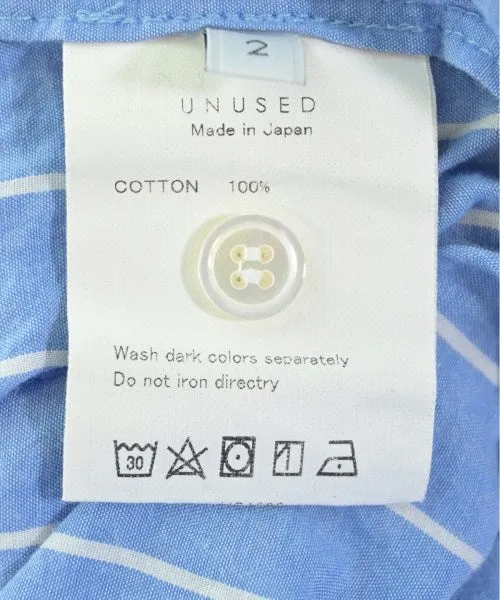 2
UNUSED
Made in Japan
COTTON 100%
Wash dark colors separately
Do not iron directry
30